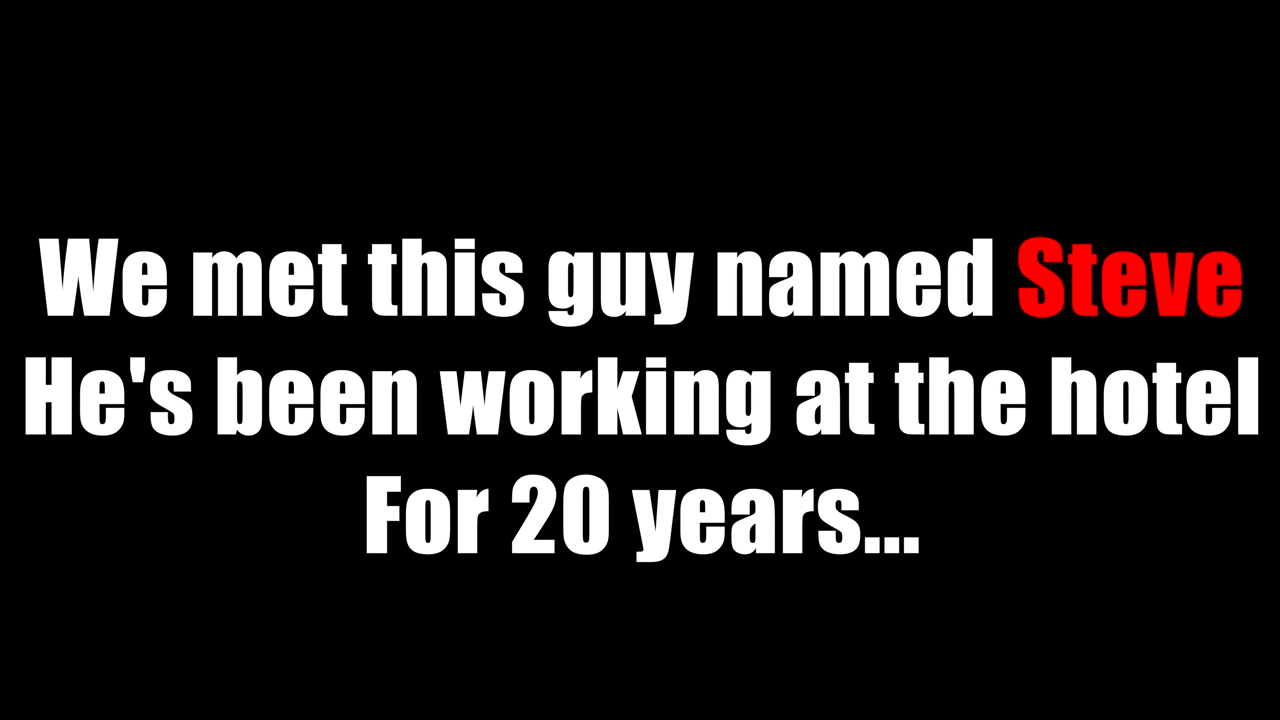 We met this guy named Steve
He's been working at the hotel
For 20 years...